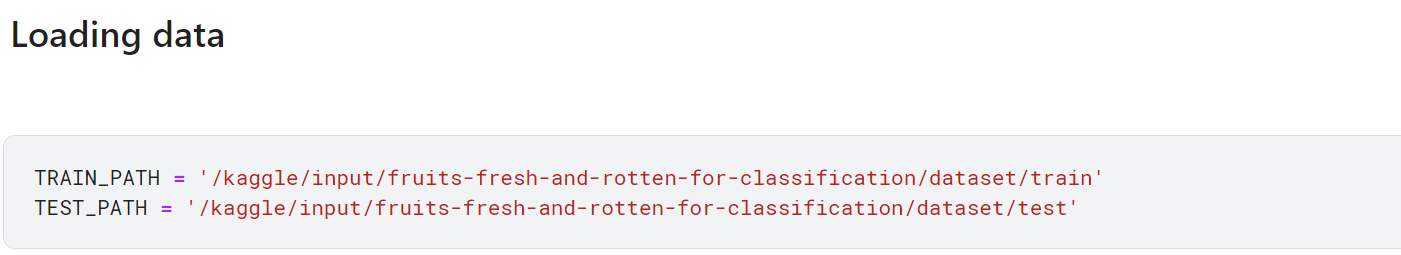 Loading data
TRAIN_PATH = '/kaggle/input/fruits-fresh-and-rotten-for-classification/dataset/train'
TEST_PATH = '/kaggle/input/fruits-fresh-and-rotten-for-classification/dataset/test'